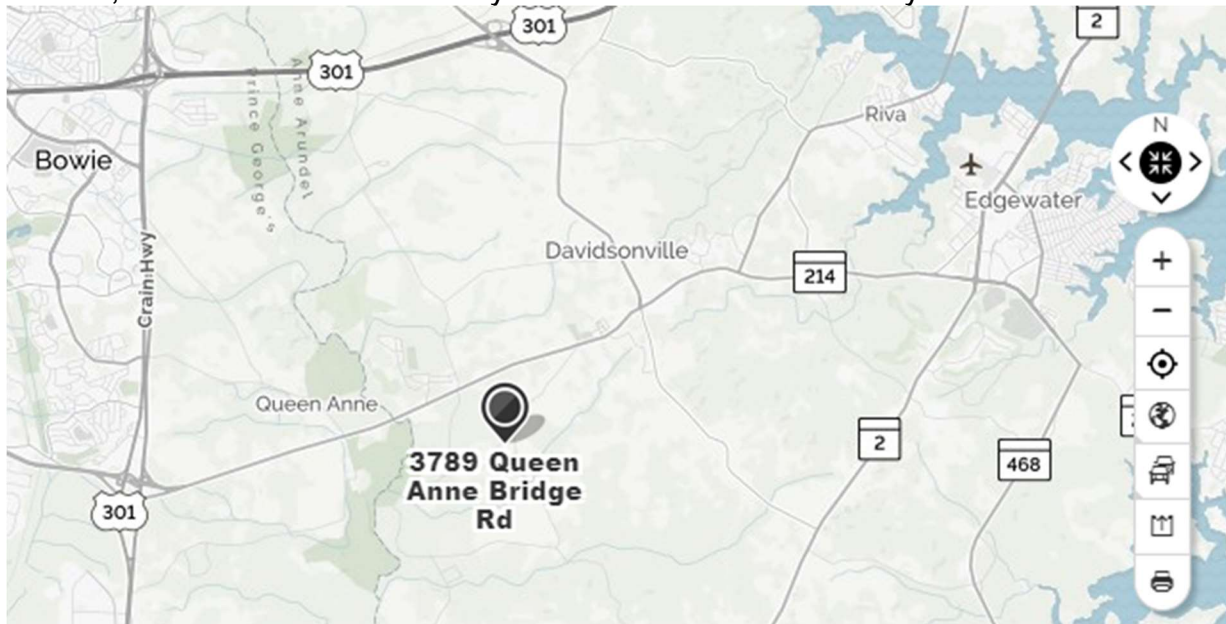 301
2
301
Prince George's
Anne Arundel
Riva
N
Bowie
Edgewater
Crain Hwy
Davidsonville
214
Queen Anne
3789 Queen
Anne Bridge
Rd
2
468
301